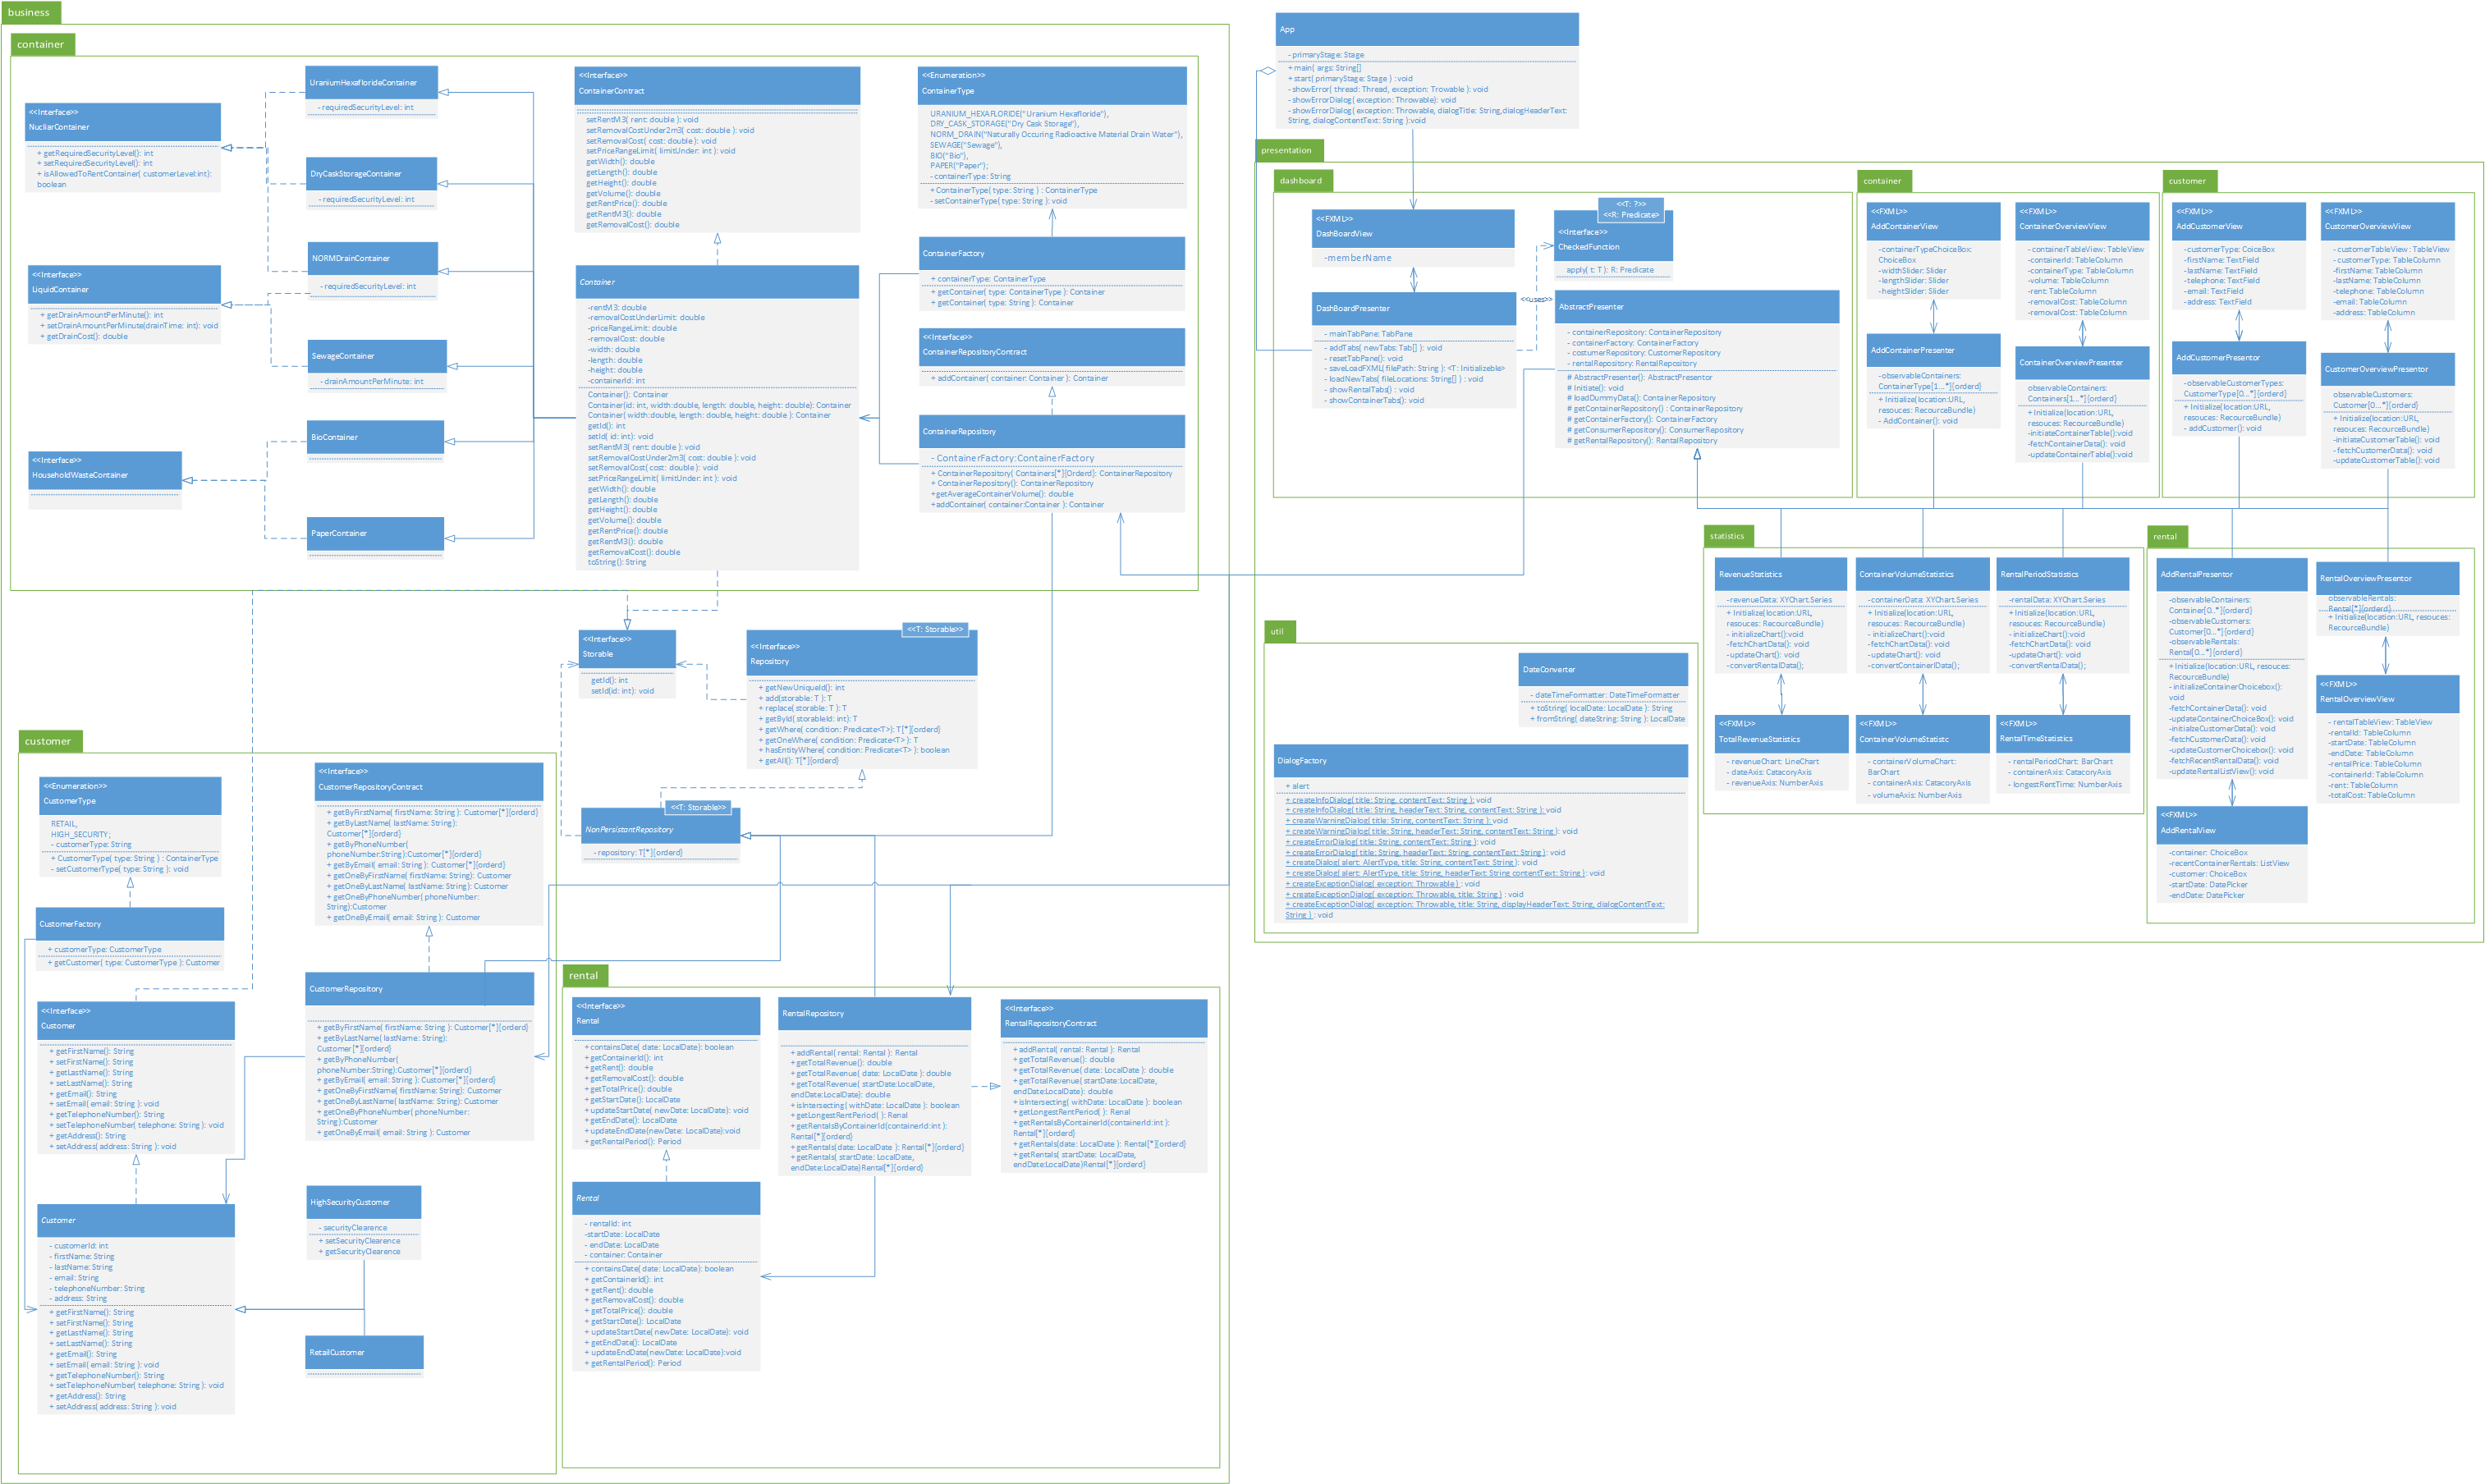 business
container
UraniumHexaflorideContainer
- requiredSecurityLevel: int
<<Interface>>
NucliarContainer
+ getRequiredSecurityLevel(): int
+ setRequiredSecurityLevel(): int
+ isAllowedToRentContainer( customerLevel:int):
boolean
DryCaskStorageContainer
- requiredSecurityLevel: int
NORMDrainContainer
- requiredSecurityLevel: int
<<Interface>>
LiquidContainer
+ getDrainAmountPerMinute(): int
+ setDrainAmountPerMinute(drainTime: int): void
+ getDrainCost(): double
SewageContainer
- drainAmountPerMinute: int
BioContainer
<<Interface>>
HouseholdWasteContainer
PaperContainer
<<Interface>>
ContainerContract
setRentM3( rent: double ): void
setRemovalCostUnder2m3( cost: double ): void
setRemovalCost( cost: double): void
setPriceRangeLimit( limitUnder: int ): void
getWidth(): double
getLength(): double
getHeight(): double
getVolume(): double
getRentPrice(): double
getRentM3(): double
getRemovalCost(): double
Container
-rentM3: double
-removalCostUnderLimit: double
-priceRangeLimit: double
-removalCost: double
-width: double
-length: double
-height: double
-containerId: int
Container(): Container
Container(id: int, width:double, length: double, height: double): Container
Container( width:double, length: double, height: double ): Container
getId(): int
setId( id: int): void
setRentM3( rent: double ): void
setRemovalCostUnder2m3( cost: double): void
setRemovalCost( cost: double ): void
setPriceRangeLimit( limitUnder: int ): void
getWidth(): double
getLength(): double
getHeight(): double
getVolume(): double
getRentPrice(): double
getRentM3(): double
getRemovalCost(): double
toString(): String
<<Enumeration>>
ContainerType
URANIUM_HEXAFLORIDE("Uranium Hexafloride"),
DRY_CASK_STORAGE("Dry Cask Storage"),
NORM_DRAIN("Naturally Occuring Radioactive Material Drain Water"),
SEWAGE("Sewage"),
BIO("Bio"),
PAPER("Paper");
- containerType: String
+ ContainerType( type: String ) : ContainerType
- setContainerType( type: String ): void
ContainerFactory
+ containerType: ContainerType
+ getContainer( type: ContainerType ): Container
+ getContainer( type: String ): Container
<<Interface>>
ContainerRepositoryContract
+ addContainer( container: Container ): Container
ContainerRepository
- ContainerFactory:ContainerFactory
+ ContainerRepository( Containers[*]{Orderd}: ContainerRepository
+ ContainerRepository(): ContainerRepository
+getAverageContainerVolume(): double
+addContainer( container:Container ): Container
<<Interface>>
Storable
getId(): int
setId(id: int): void
<<T: Storable>>
<<Interface>>
Repository
+ getNewUniqueId(): int
+ add(storable: T ): T
+ replace( storable: T ): T
+ getById( storableId: int): T
+ getWhere( condition: Predicate<T>): T[*]{orderd}
+ getOneWhere( condition: Predicate<T> ): T
+ hasEntityWhere( condition: Predicate<T> ): boolean
+ getAll(): T[*]{orderd}
<<T: Storable>>
NonPersistantRepository
- repository: T[*]{orderd}
customer
<<Enumeration>>
CustomerType
RETAIL,
HIGH_SECURITY;
- customerType: String
+ CustomerType( type: String ) : ContainerType
- setCustomerType( type: String ): void
CustomerFactory
+ customerType: CustomerType
+ getCustomer( type: CustomerType ): Customer
<<Interface>>
Customer
+ getFirstName(): String
+ setFirstName(): String
+ getLastName(): String
+ setLastName(): String
+ getEmail(): String
+ setEmail( email: String ): void
+ getTelephoneNumber(): String
+ setTelephoneNumber( telephone: String ): void
+ getAddress(): String
+ setAddress( address: String ): void
Customer
- customerId: int
- firstName: String
- lastName: String
- email: String
- telephoneNumber: String
- address: String
+ getFirstName(): String
+ setFirstName(): String
+ getLastName(): String
+ setLastName(): String
+ getEmail(): String
+ setEmail( email: String ): void
+ getTelephoneNumber(): String
+ setTelephoneNumber( telephone: String ): void
+ getAddress(): String
+ setAddress( address: String ): void
<<Interface>>
CustomerRepositoryContract
+ getByFirstName( firstName: String ): Customer[*]{orderd}
+ getByLastName( lastName: String):
Customer[*]{orderd}
+ getByPhoneNumber(
phoneNumber:String):Customer[*]{orderd}
+ getByEmail( email: String ): Customer[*]{orderd}
+ getOneByFirstName( firstName: String): Customer
+ getOneByLastName( lastName: String): Customer
+ getOneByPhoneNumber( phoneNumber:
String):Customer
+ getOneByEmail( email: String ): Customer
CustomerRepository
+ getByFirstName( firstName: String ): Customer[*]{orderd}
+ getByLastName( lastName: String):
Customer[*]{orderd}
+ getByPhoneNumber(
phoneNumber:String):Customer[*]{orderd}
+ getByEmail( email: String ): Customer[*]{orderd}
+ getOneByFirstName( firstName: String): Customer
+ getOneByLastName( lastName: String): Customer
+ getOneByPhoneNumber( phoneNumber:
String):Customer
+ getOneByEmail( email: String ): Customer
HighSecurityCustomer
- securityClearence
+ setSecurityClearence
+ getSecurityClearence
RetailCustomer
rental
<<Interface>>
Rental
+ containsDate( date: LocalDate): boolean
+ getContainerId(): int
+ getRent(): double
+ getRemovalCost(): double
+ getTotalPrice(): double
+ getStartDate(): LocalDate
+ updateStartDate( newDate: LocalDate): void
+ getEndDate(): LocalDate
+ updateEndDate(newDate: LocalDate):void
+ getRentalPeriod(): Period
Rental
- rentalId: int
-startDate: LocalDate
- endDate: LocalDate
- container: Container
+ containsDate( date: LocalDate): boolean
+ getContainerId(): int
+ getRent(): double
+ getRemovalCost(): double
+ getTotalPrice(): double
+ getStartDate(): LocalDate
+ updateStartDate( newDate: LocalDate): void
+ getEndDate(): LocalDate
+ updateEndDate(newDate: LocalDate):void
+ getRentalPeriod(): Period
RentalRepository
+ addRental( rental: Rental ): Rental
+ getTotalRevenue(): double
+ getTotalRevenue( date: LocalDate ): double
+ getTotalRevenue( startDate:LocalDate,
endDate:LocalDate): double
+ isIntersecting( withDate: LocalDate ): boolean
+ getLongestRentPeriod( ): Renal
+ getRentalsByContainerId(containerId:int ):
Rental[*]{orderd}
+ getRentals(date: LocalDate ): Rental[*]{orderd}
+ getRentals( startDate: LocalDate,
endDate:LocalDate)Rental[*]{orderd}
<<Interface>>
RentalRepositoryContract
+ addRental( rental: Rental ): Rental
+ getTotalRevenue(): double
+ getTotalRevenue( date: LocalDate ): double
+ getTotalRevenue( startDate:LocalDate,
endDate:LocalDate): double
+ isIntersecting( withDate: LocalDate ): boolean
+ getLongestRentPeriod( ): Renal
+ getRentalsByContainerId(containerId:int ):
Rental[*]{orderd}
+ getRentals(date: LocalDate ): Rental[*]{orderd}
+ getRentals( startDate: LocalDate,
endDate:LocalDate)Rental[*]{orderd}
App
- primaryStage: Stage
+ main( args: String[]
+ start( primaryStage: Stage ) : void
- showError( thread: Thread, exception: Trowable ): void
- showErrorDialog( exception: Throwable): void
- showErrorDialog( exception: Throwable, dialogTitle: String,dialogHeaderText:
String, dialogContentText: String ):void
presentation
dashboard
<<FXML>>
DashBoardView
-memberName
<<T: ?>>
<<R: Predicate>
<<Interface>>
CheckedFunction
apply( t: T ): R: Predicate
DashBoardPresenter
- mainTabPane: TabPane
- addTabs( newTabs: Tab[] ): void
- resetTabPane(): void
- saveLoadFXML( filePath: String ): <T: Initializeble>
- loadNewTabs( fileLocations: String[] ) : void
- showRentalTabs() : void
- showContainerTabs(): void
<<uses>>
AbstractPresenter
- containerRepository: ContainerRepository
- containerFactory: ContainerFactory
- costumerRepository: CustomerRepository
- rentalRepository: RentalRepository
# AbstractPresenter(): AbstractPresentor
# Initiate(): void
# loadDummyData(): ContainerRepository
# getContainerRepository() : ContainerRepository
# getContainerFactory(): ContainerFactory
# getConsumerRepository(): ConsumerRepository
# getRentalRepository(): RentalRepository
container
<<FXML>>
AddContainerView
-containerTypeChoiceBox:
ChoiceBox
-widthSlider: Slider
-lengthSlider: Slider
-heightSlider: Slider
AddContainerPresenter
-observableContainers:
ContainerType[1...*]{orderd}
+ Initialize(location:URL,
resouces: RecourceBundle)
- AddContainer(): void
<<FXML>>
ContainerOverviewView
- containerTableView: TableView
-containerId: TableColumn
-containerType: TableColumn
-volume: TableColumn
-rent: TableColumn
-removalCost: TableColumn
-removalCost: TableColumn
ContainerOverviewPresenter
observableContainers:
Containers[1...*]{orderd}
+ Initialize(location:URL,
resouces: RecourceBundle)
-initiateContainerTable():void
-fetchContainerData(): void
-updateContainerTable():void
customer
<<FXML>>
AddCustomerView
-customerType: CoiceBox
-firstName: TextField
-lastName: TextField
-telephone: TextField
-email: TextField
-address: TextField
AddCustomerPresentor
-observableCustomerTypes:
CustomerType[0...*]{orderd}
+ Initialize(location:URL,
resouces: RecourceBundle)
- addCustomer(): void
<<FXML>>
CustomerOverviewView
- customerTableView: TableView
- customerType: TableColumn
-firstName: TableColumn
-lastName: TableColumn
-telephone: TableColumn
-email: TableColumn
-address: TableColumn
CustomerOverviewPresentor
observableCustomers:
Customer[0...*]{orderd}
+ Initialize(location:URL,
resouces: RecourceBundle)
-initiateCustomerTable(): void
-fetchCustomerData(): void
-updateCustomerTable(): void
statistics
RevenueStatistics
-revenueData: XYChart.Series
+ Initialize(location:URL,
resouces: RecourceBundle)
- initializeChart():void
-fetchChartData(): void
-updateChart(): void
-convertRentalData();
<<FXML>>
TotalRevenueStatistics
- revenueChart: LineChart
- dateAxis: CatacoryAxis
- revenueAxis: NumberAxis
ContainerVolumeStatistics
-containerData: XYChart.Series
+ Initialize(location:URL,
resouces: RecourceBundle)
- initializeChart():void
-fetchChartData(): void
-updateChart(): void
-convertContainerlData();
<<FXML>>
ContainerVolumeStatistc
- containerVolumeChart:
BarChart
- containerAxis: CatacoryAxis
- volumeAxis: NumberAxis
RentalPeriodStatistics
-rentalData: XYChart.Series
+ Initialize(location:URL,
resouces: RecourceBundle)
-initializeChart(): void
-fetchChartData(): void
-updateChart(): void
-convertRentalData();
<<FXML>>
RentalTimeStatistics
- rentalPeriodChart: BarChart
- containerAxis: CatacoryAxis
- longestRentTime: NumberAxis
rental
AddRentalPresentor
-observableContainers:
Container[0..*]{orderd}
-observableCustomers:
Customer[0...*]{orderd}
-observableRentals:
Rental[0...*]{orderd}
+ Initialize(location:URL, resouces:
RecourceBundle)
- initializeContainerChoicebox():
void
-fetchContainerData(): void
-updateContainerChoiceBox(): void
-initialzeCustomerData(): void
-fetchCustomerData(): void
-updateCustomerChoicebox(): void
-fetchRecentRentalData(): void
-updateRentalListView(): void
<<FXML>>
AddRentalView
-container: ChoiceBox
-recentContainerRentals: ListView
-customer: ChoiceBox
-startDate: DatePicker
-endDate: DatePicker
RentalOverviewPresentor
observableRentals:
Rental[*]{orderd}
+ Initialize(location:URL, resouces:
RecourceBundle)
<<FXML>>
RentalOverviewView
- rentalTableView: TableView
-rentalId: TableColumn
-startDate: TableColumn
-endDate: TableColumn
-rentalPrice: TableColumn
-containerId: TableColumn
-rent: TableColumn
-totalCost: TableColumn
util
DateConverter
- dateTimeFormatter: DateTimeFormatter
+ toString( localDate: LocalDate ): String
+ fromString( dateString: String ): LocalDate
DialogFactory
+ alert
+ createInfoDialog( title: String, contentText: String ): void
+ createInfoDialog( title: String, headerText: String, contentText: String ): void
+ createWarningDialog( title: String, contentText: String ): void
+ createWarningDialog( title: String, headerText: String, contentText: String ): void
+ createErrorDialog( title: String, contentText: String ): void
+ createErrorDialog( title: String, headerText: String, contentText: String ): void
+ createDialog( alert: AlertType, title: String, contentText: String ): void
+ createDialog( alert: AlertType, title: String, headerText: String contentText: String ): void
+ createExceptionDialog( exception: Throwable ) : void
+ createExceptionDialog( exception: Throwable, title: String ) : void
+ createExceptionDialog( exception: Throwable, title: String, displayHeaderText: String, dialogContentText:
String ) : void